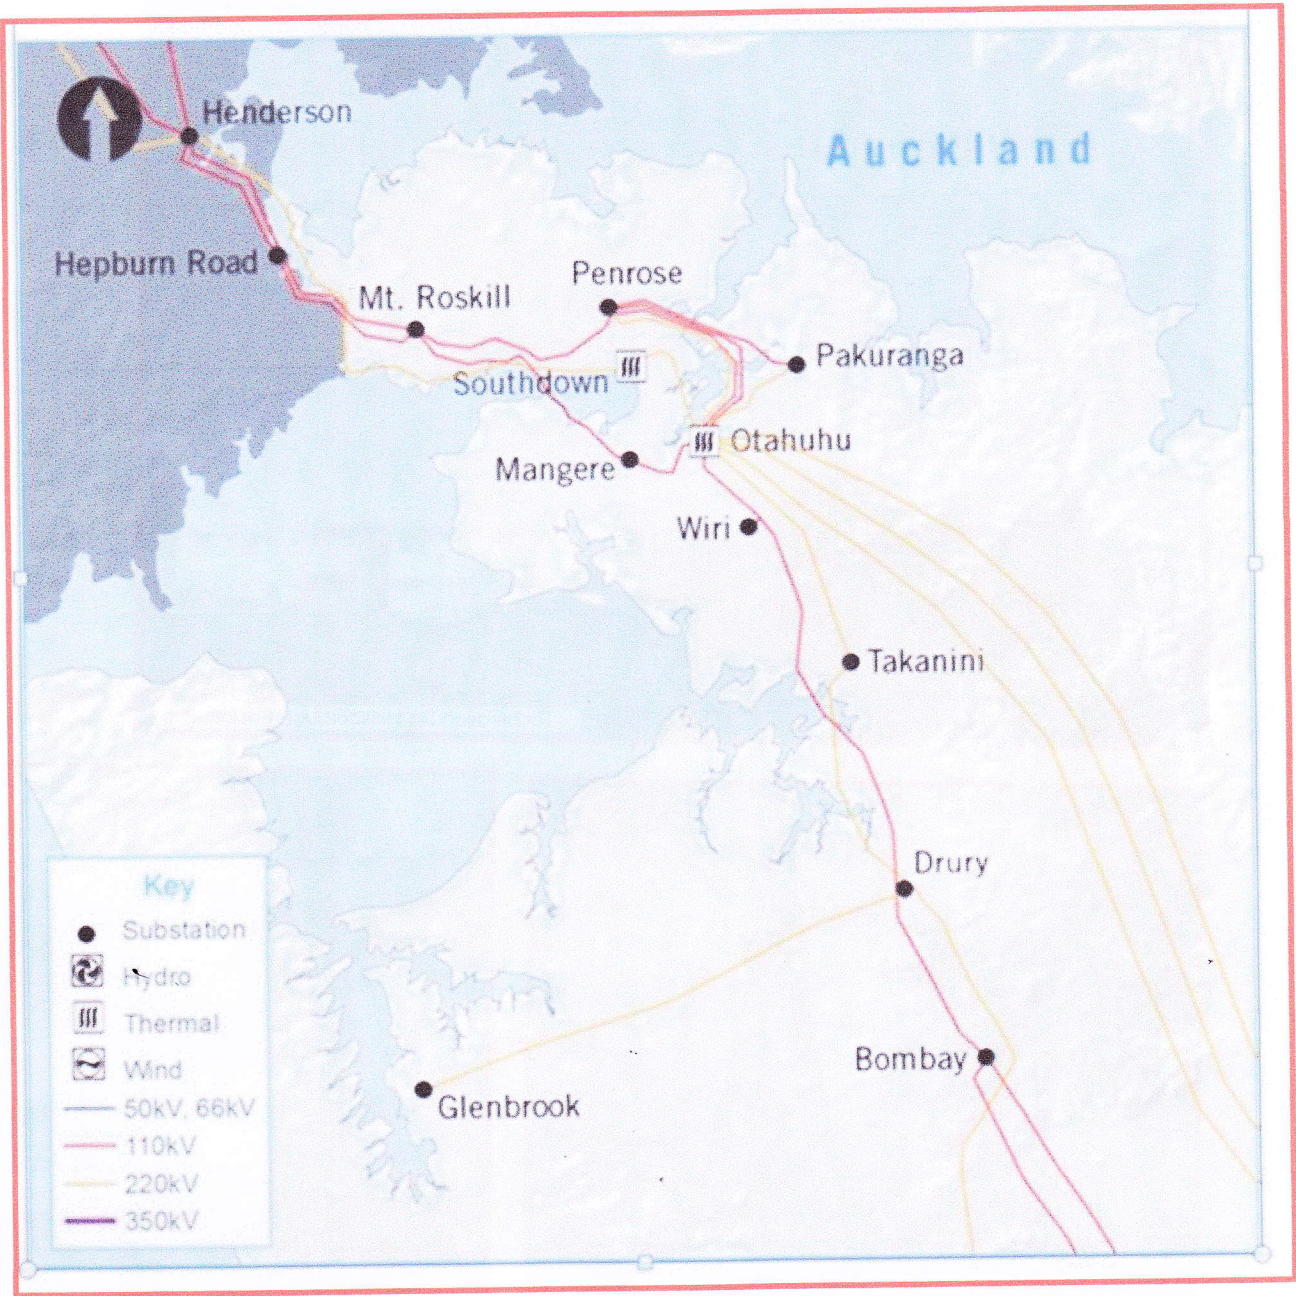 Henderson
Auckland
Hepburn Road
Penrose
Mt. Roskill
Pakuranga
Southdown
Otahuhu
Mangere
Wiri
Takanini
Drury
Key
Substation
Hydro
Thermal
Wind
50kV, 66kV
110kV
220kV
350kV
Bombay
Glenbrook